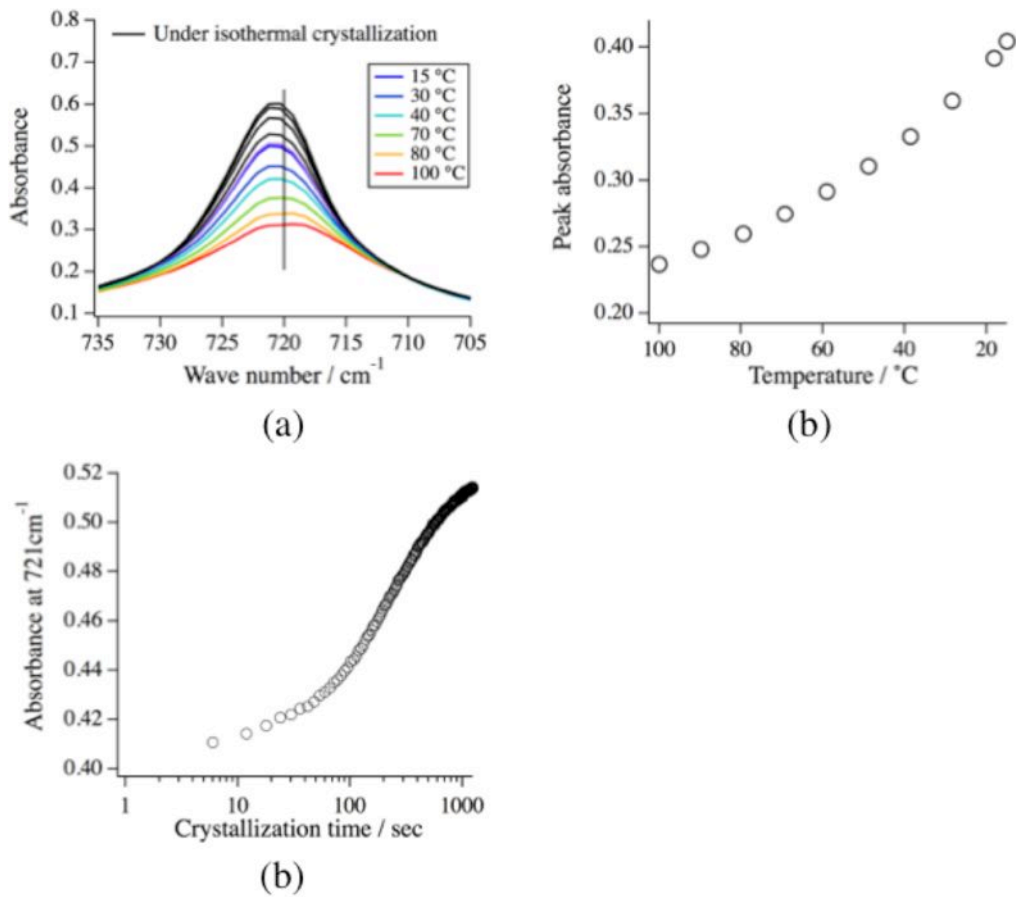 0.8
0.7
0.6
0.5
0.4
0.3
0.2
0.1
Absorbance
Under isothermal crystallization
15 °C
30 °C
40 °C
70 °C
80 °C
100 °C
735 730 725 720 715 710 705
Wave number / cm-1
(a)
0.40
0.35
0.30
0.25
0.20
Peak absorbance
100 80 60 40 20
Temperature / °C
(b)
0.52
0.50
0.48
0.46
0.44
0.42
0.40
Absorbance at 721cm-1
1 10 100 1000
Crystallization time / sec
(b)